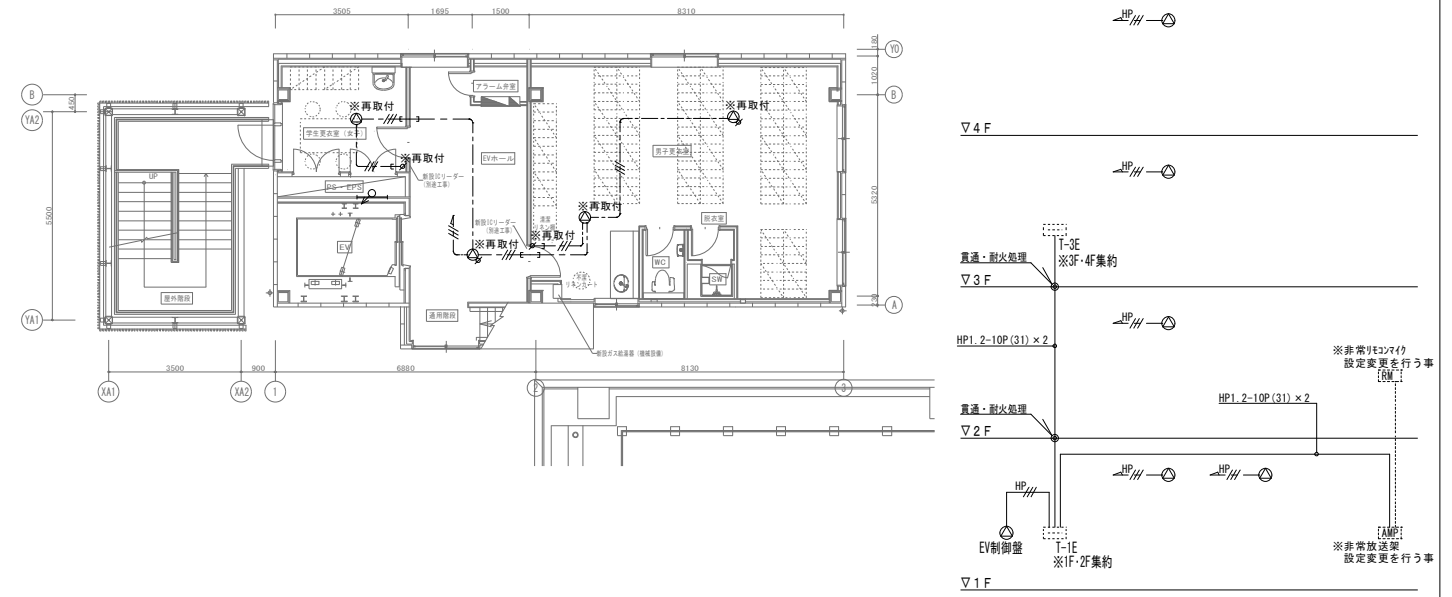 3505
1695
1500
8310
180
Y0
1020
B
450
YA2
B
アラーム弁室
※再取付
※再取付
学生更衣室（女子）
EVホール
男子更衣室
※再取付
新設ICリーダー
（別途工事）
UP
PS・EPS
5500
5320
※再取付
新設ICリーダー
（別途工事）
※再取付
※再取付
脱衣室
EV
WC
SW
リネンカート
屋外階段
230
A
YA1
適用階段
新設ガス給湯器（機械設備）
3500
900
6880
8130
XA1
XA2
1
2
3
HP
▽4F
HP
T-3E
※3F・4F集約
貫通・耐火処理
▽3F
HP
HP1.2-10P(31)×2
※非常リモコンマイク
設定変更を行う事
RM
HP1.2-10P(31)×2
貫通・耐火処理
▽2F
HP
HP
HP
EV制御盤
T-1E
※1F・2F集約
AMP
※非常放送架
設定変更を行う事
▽1F